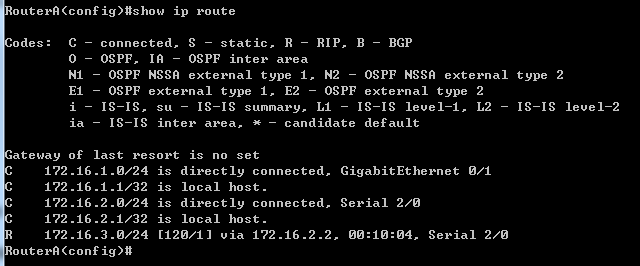 RouterA(config)#show ip route
Codes:  C - connected, S - static, R - RIP, B - BGP
O - OSPF, IA - OSPF inter area
N1 - OSPF NSSA external type 1, N2 - OSPF NSSA external type 2
E1 - OSPF external type 1, E2 - OSPF external type 2
i - IS-IS, su - IS-IS summary, L1 - IS-IS level-1, L2 - IS-IS level-2
ia - IS-IS inter area, * - candidate default
Gateway of last resort is no set
C    172.16.1.0/24 is directly connected, GigabitEthernet 0/1
C    172.16.1.1/32 is local host.
C    172.16.2.0/24 is directly connected, Serial 2/0
C    172.16.2.1/32 is local host.
R    172.16.3.0/24 [120/1] via 172.16.2.2, 00:10:04, Serial 2/0
RouterA(config)#